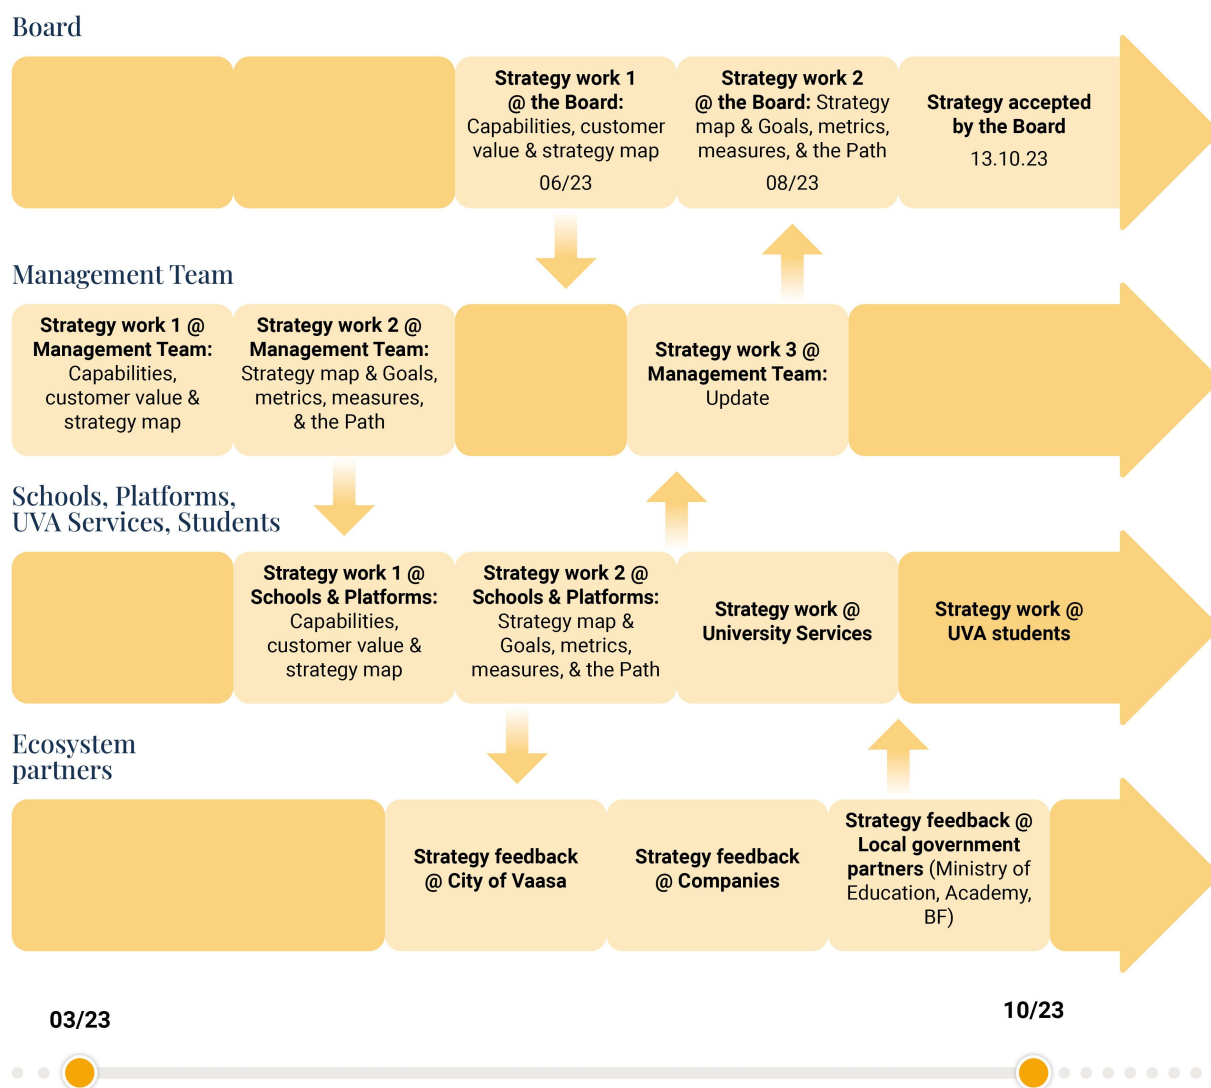 Board
Strategy work 1
@ the Board:
Capabilities, customer
value & strategy map
06/23
Strategy work 2
@ the Board: Strategy
map & Goals, metrics,
measures, & the Path
08/23
Strategy accepted
by the Board
13.10.23
Management Team
Strategy work 1 @
Management Team:
Capabilities,
customer value &
strategy map
Strategy work 2 @
Management Team:
Strategy map & Goals,
metrics, measures,
& the Path
Strategy work 3 @
Management Team:
Update
Schools, Platforms,
UVA Services, Students
Strategy work 1 @
Schools & Platforms:
Capabilities,
customer value &
strategy map
Strategy work 2 @
Schools & Platforms:
Strategy map &
Goals, metrics,
measures, & the Path
Strategy work @
University Services
Strategy work @
UVA students
Ecosystem
partners
Strategy feedback
@ City of Vaasa
Strategy feedback
@ Companies
Strategy feedback @
Local government
partners (Ministry of
Education, Academy,
BF)
03/23
10/23